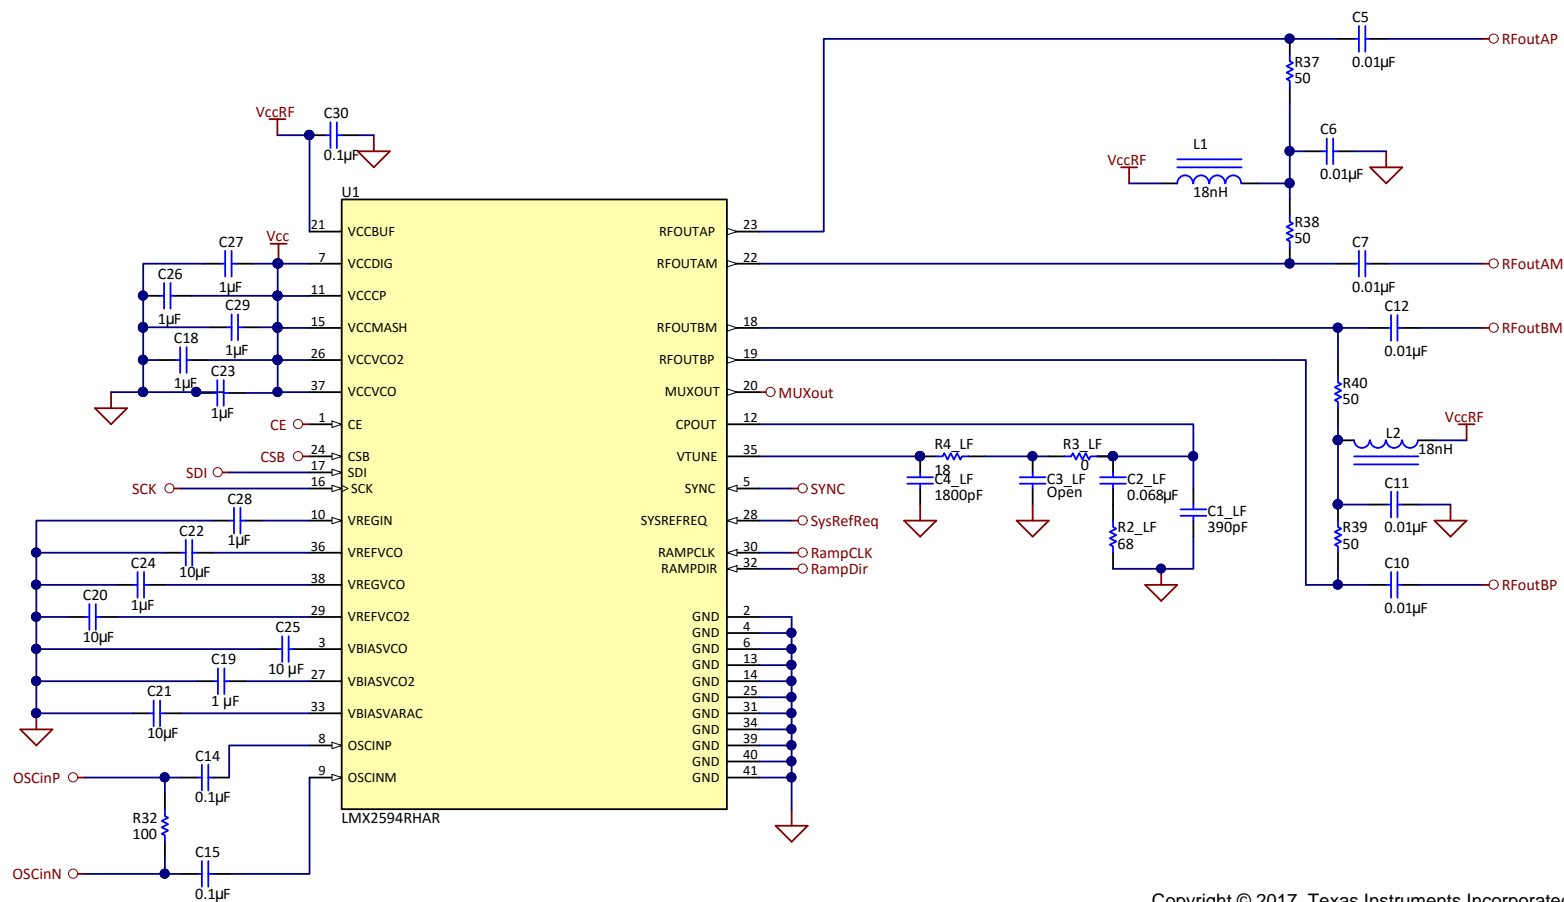 C5
RFoutAP
0.01µF
R37
50
VccRF
C30
0.1µF
C6
0.01µF
L1
VccRF
18nH
R38
50
C7
RFoutAM
0.01µF
U1
21 VCCBUF
RFOUTAP 23
Vcc
C27
1µF
7 VCCDIG
RFOUTAM 22
C26
1µF
11 VCCCP
C29
1µF
15 VCCMASH
RFOUTBM 18
C12
RFoutBM
0.01µF
C18
1µF
26 VCCVCO2
RFOUTBP 19
C23
1µF
37 VCCVCO
MUXOUT 20 MUXout
R40
50
CE 1 CE
CPOUT 12
VccRF
L2
18nH
CSB 24 CSB
VTUNE 35
R4_LF
18
C4_LF
1800pF
R3_LF
0
C3_LF
Open
C2_LF
0.068µF
R2_LF
68
C1_LF
390pF
SDI 17 SDI
SCK 16 SCK
SYNC 5 SYNC
C11
0.01µF
C28
1µF
10 VREGIN
SYSREFREQ 28 SysRefReq
R39
50
C22
10µF
36 VREFVCO
RAMPCLK 30 RampCLK
RAMPDIR 32 RampDir
C24
1µF
38 VREGVCO
C10
RFoutBP
0.01µF
C20
10µF
29 VREFVCO2
GND 2
GND 4
C25
10 µF
3 VBIASVCO
GND 6
GND 13
C19
1 µF
27 VBIASVCO2
GND 14
GND 25
C21
10µF
33 VBIASVARAC
GND 31
GND 34
8 OSCINP
GND 39
GND 40
OSCinP
C14
0.1µF
9 OSCINM
GND 41
R32
100
LMX2594RHAR
C15
OSCinN
0.1µF
Copyright © 2017, Texas Instruments Incorporated